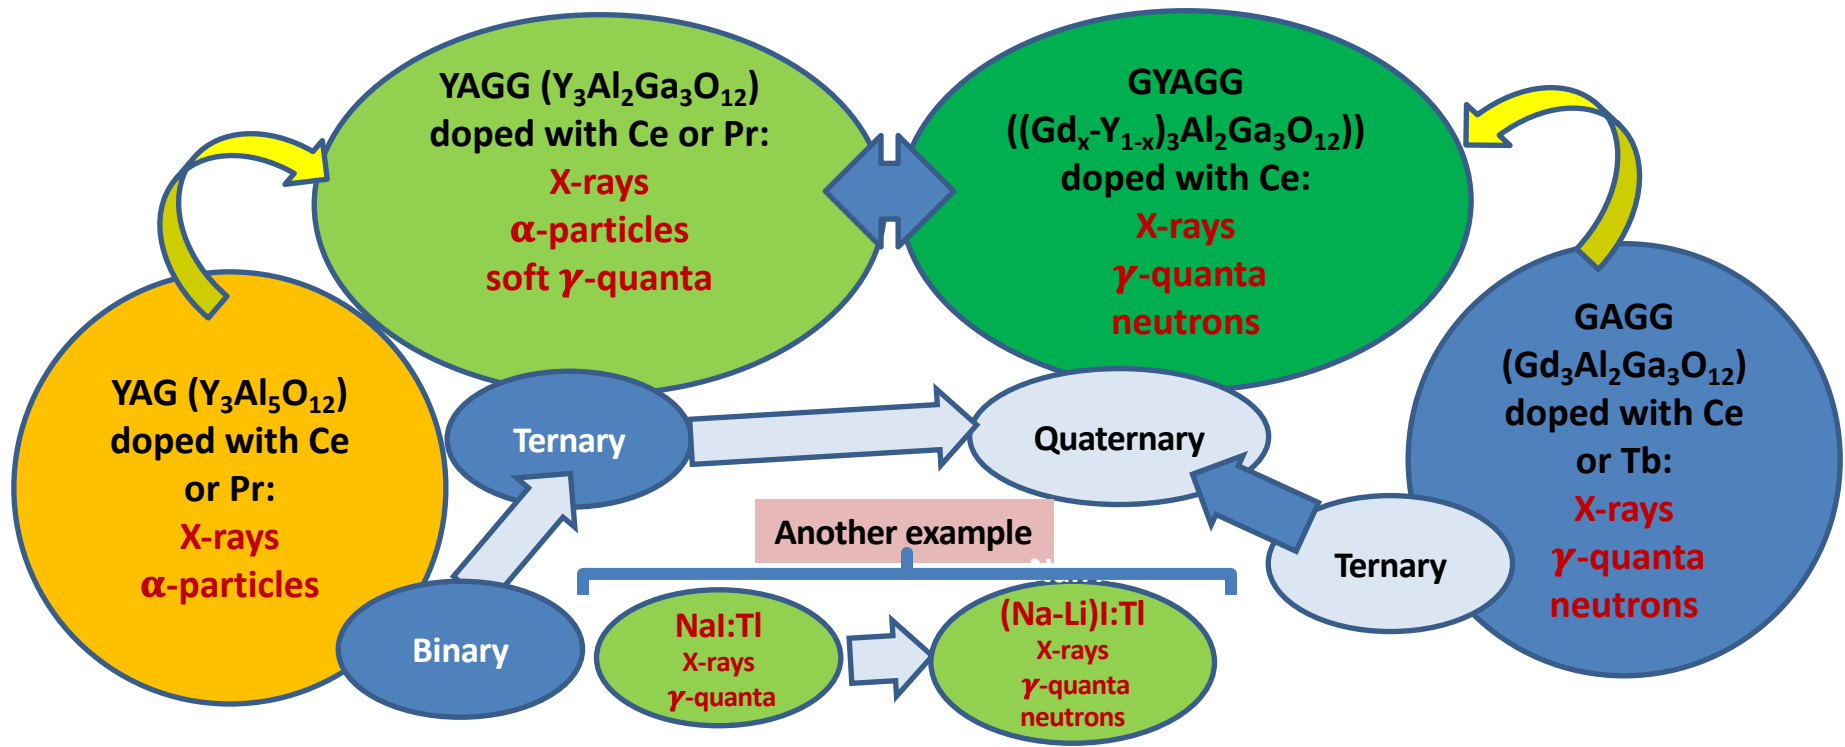 YAGG (Y₃Al₂Ga₃O₁₂)
doped with Ce or Pr:
X-rays
α-particles
soft γ-quanta
GYAGG
((Gdₓ-Y₁₋ₓ)₃Al₂Ga₃O₁₂))
doped with Ce:
X-rays
γ-quanta
neutrons
YAG (Y₃Al₅O₁₂)
doped with Ce
or Pr:
X-rays
α-particles
GAGG
(Gd₃Al₂Ga₃O₁₂)
doped with Ce
or Tb:
X-rays
γ-quanta
neutrons
Ternary
Quaternary
Another example
Ternary
Binary
NaI:Tl
X-rays
γ-quanta
(Na-Li)I:Tl
X-rays
γ-quanta
neutrons